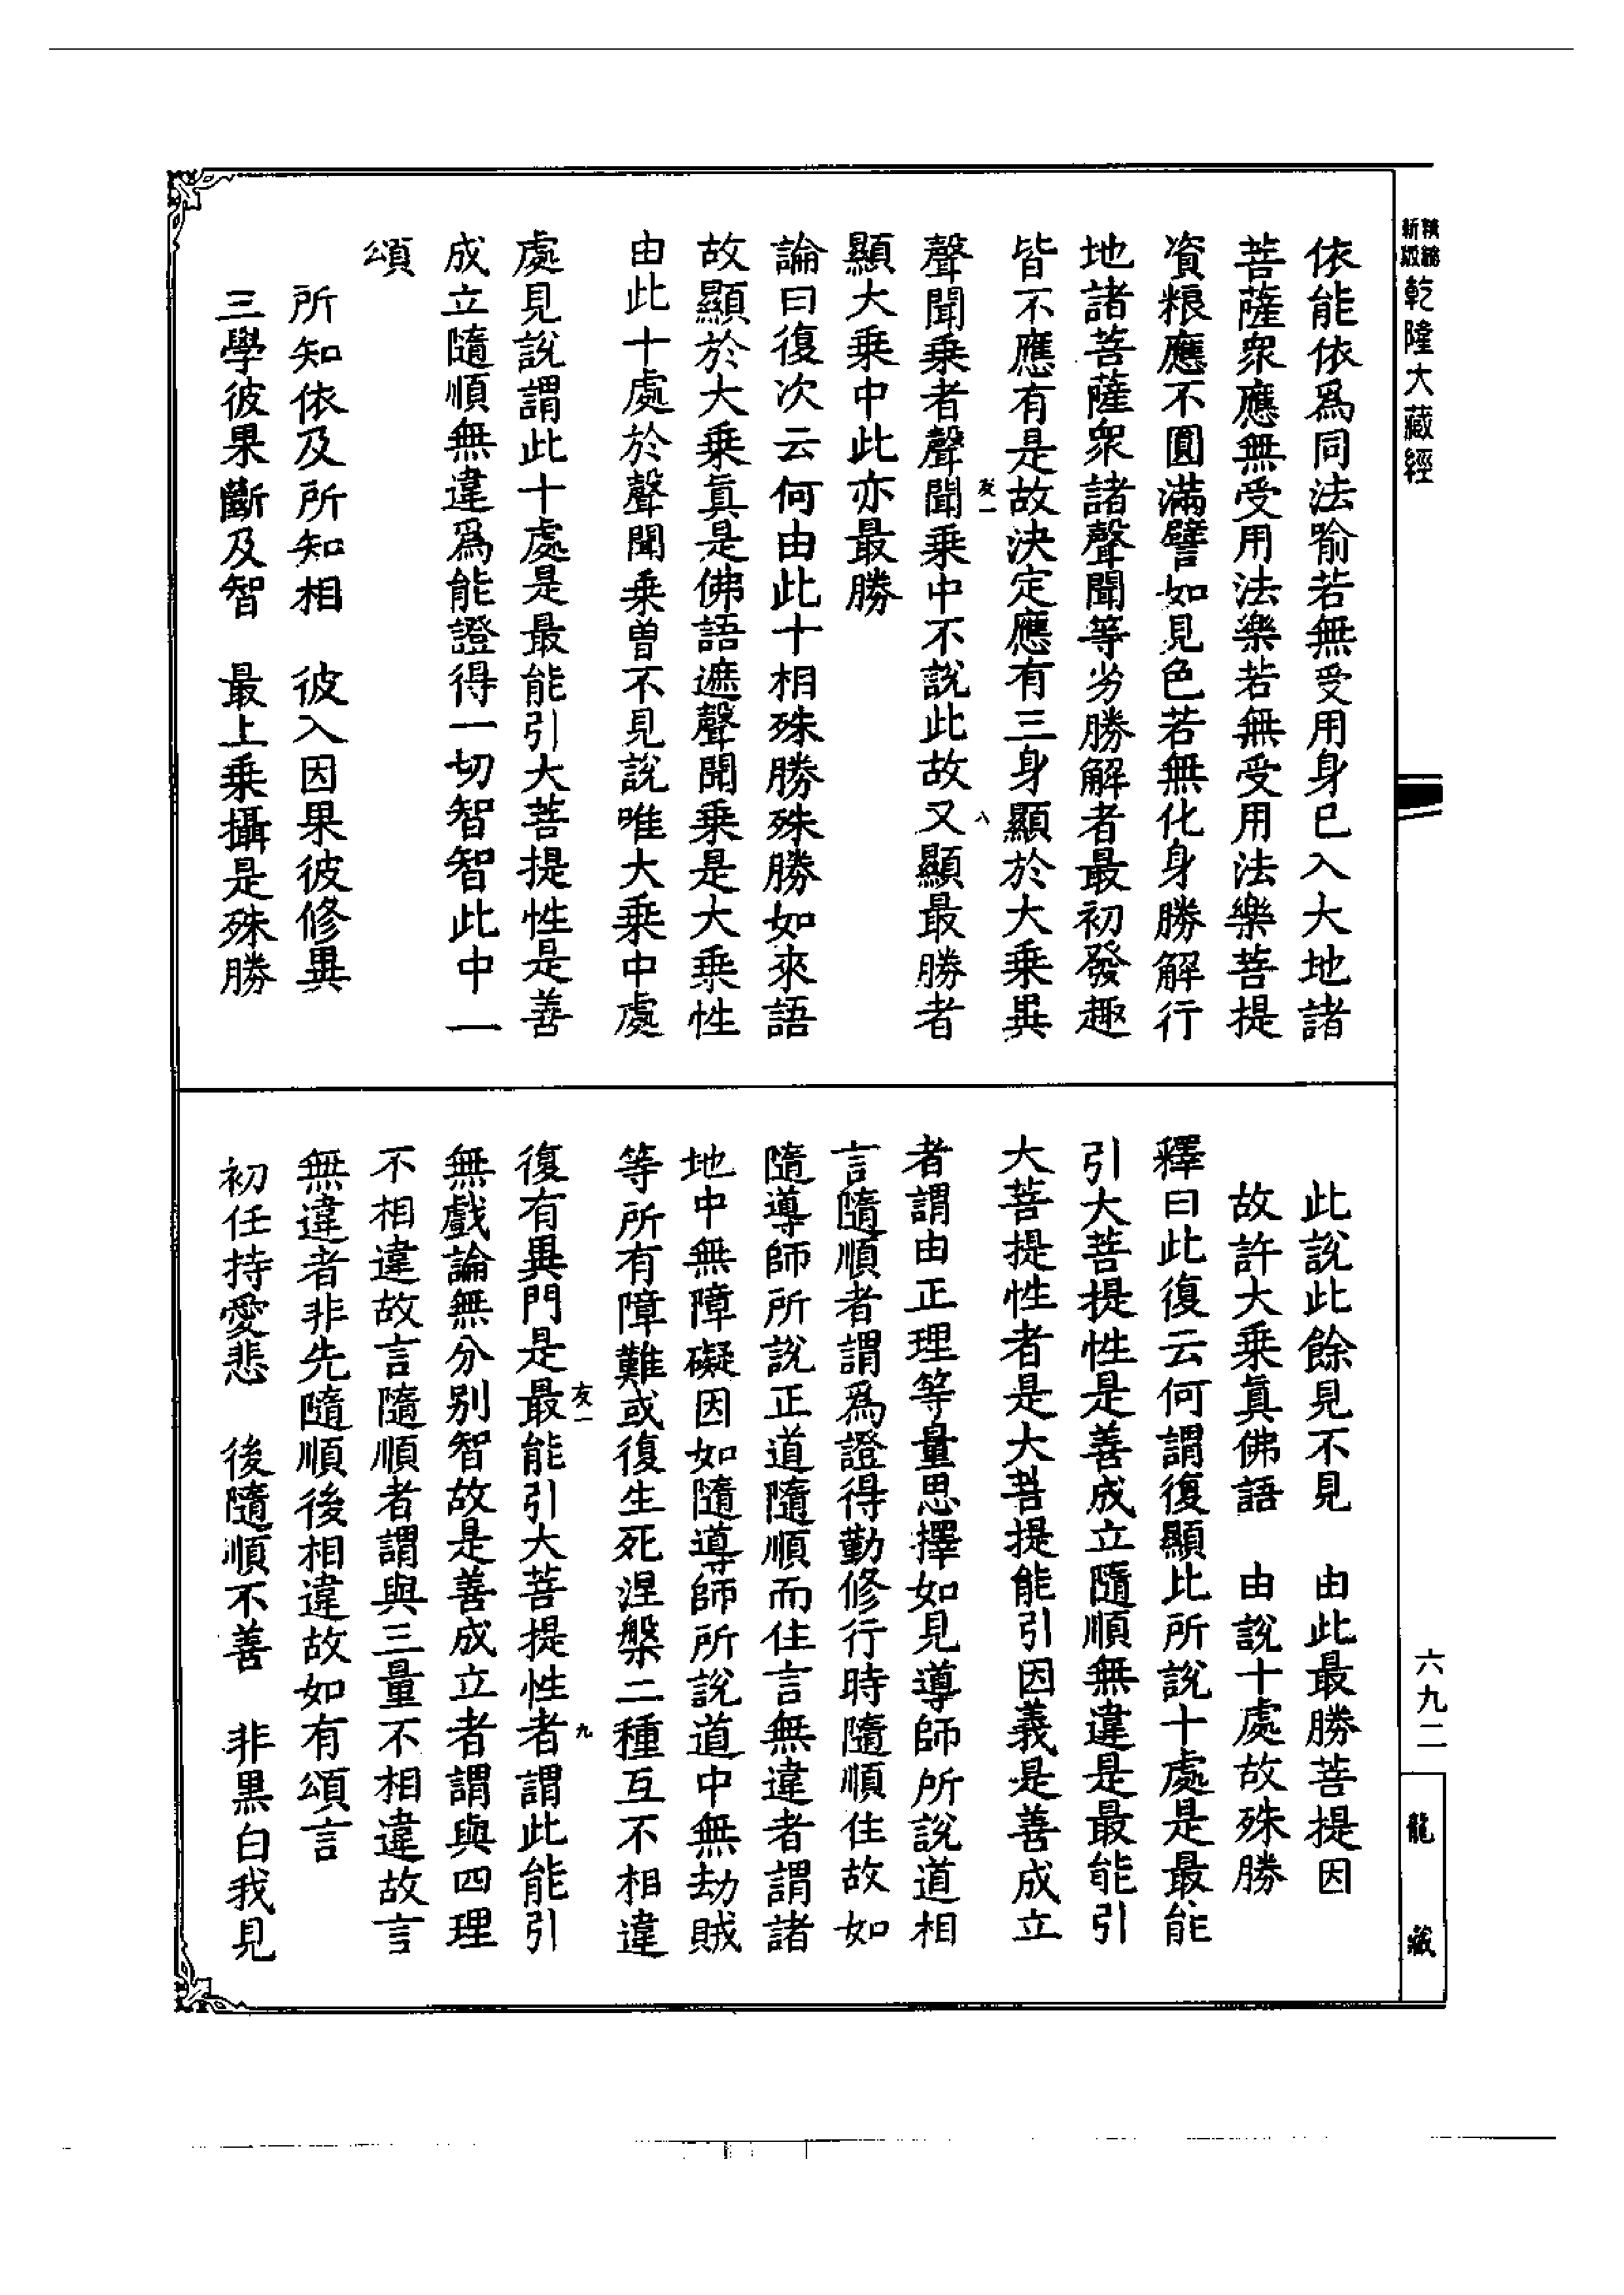 精編
新版
乾隆大藏經
依能依爲同法喻若無受用身已入大地諸
菩薩衆應無受用法樂若無受用法樂菩提
資粮應不圓滿譬如見色若無化身勝解行
地諸菩薩衆諸聲聞等劣勝解者最初發趣
皆不應有是故決定應有三身顯於大乘異
聲聞乘者聲聞乘中不說此故又顯最勝者
友一
八
顯大乘中此亦最勝
論曰復次云何由此十相殊勝殊勝如來語
故顯於大乘眞是佛語遮聲聞乘是大乘性
由此十處於聲聞乘曾不見說唯大乘中處
處見說謂此十處是最能引大菩提性是善
成立隨順無違爲能證得一切智智此中一
頌
所知依及所知相　彼入因果彼修異
三學彼果斷及智　最上乘攝是殊勝
此說此餘見不見　由此最勝菩提因
故許大乘眞佛語　由說十處故殊勝
釋曰此復云何謂復顯此所說十處是最能
引大菩提性是善成立隨順無違是最能引
大菩提性者是大菩提能引因義是善成立
者謂由正理等量思擇如見導師所說道相
言隨順者謂爲證得勤修行時隨順住故如
隨導師所說正道隨順而住言無違者謂諸
地中無障礙因如隨導師所說道中無劫賊
等所有障難或復生死涅槃二種互不相違
復有異門是最能引大菩提性者謂此能引
友一
九
無戲論無分別智故是善成立者謂與四理
不相違故言隨順者謂與三量不相違故言
無違者非先隨順後相違故如有頌言
初任持愛悲　後隨順不善　非黑白我見
六九二
龍藏